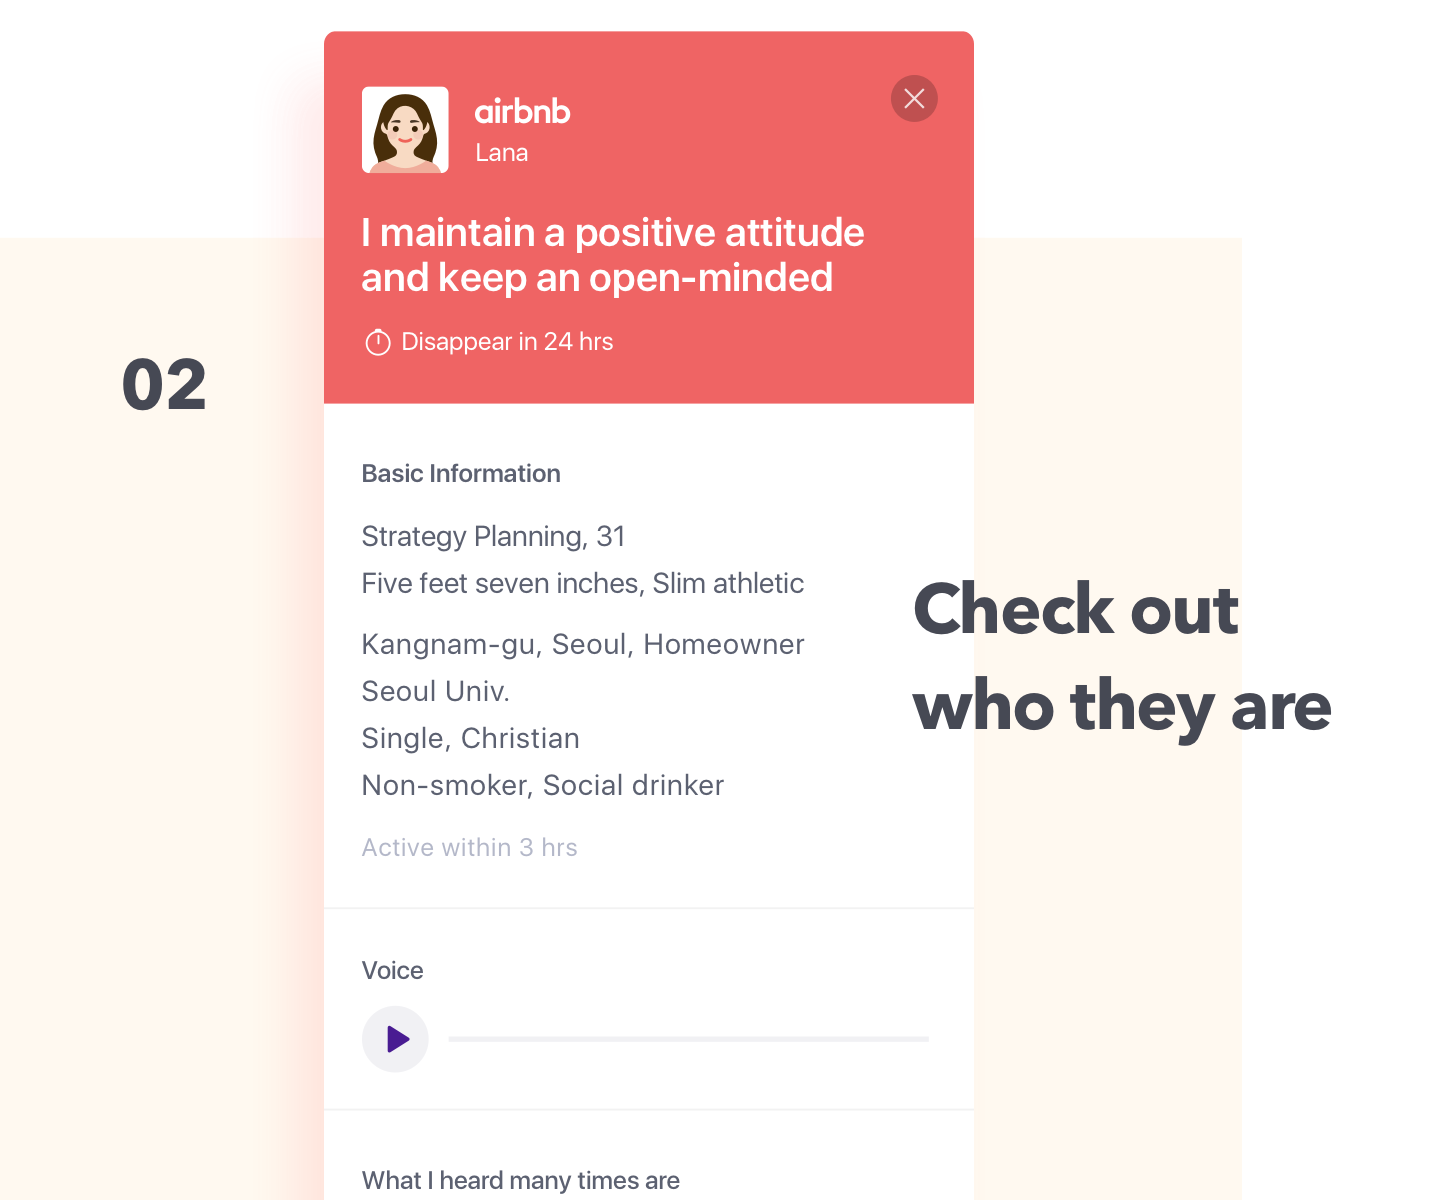 airbnb
Lana
I maintain a positive attitude
and keep an open-minded
Disappear in 24 hrs
02
Basic Information
Strategy Planning, 31
Five feet seven inches, Slim athletic
Kangnam-gu, Seoul, Homeowner
Seoul Univ.
Single, Christian
Non-smoker, Social drinker
Active within 3 hrs
Check out
who they are
Voice
What I heard many times are